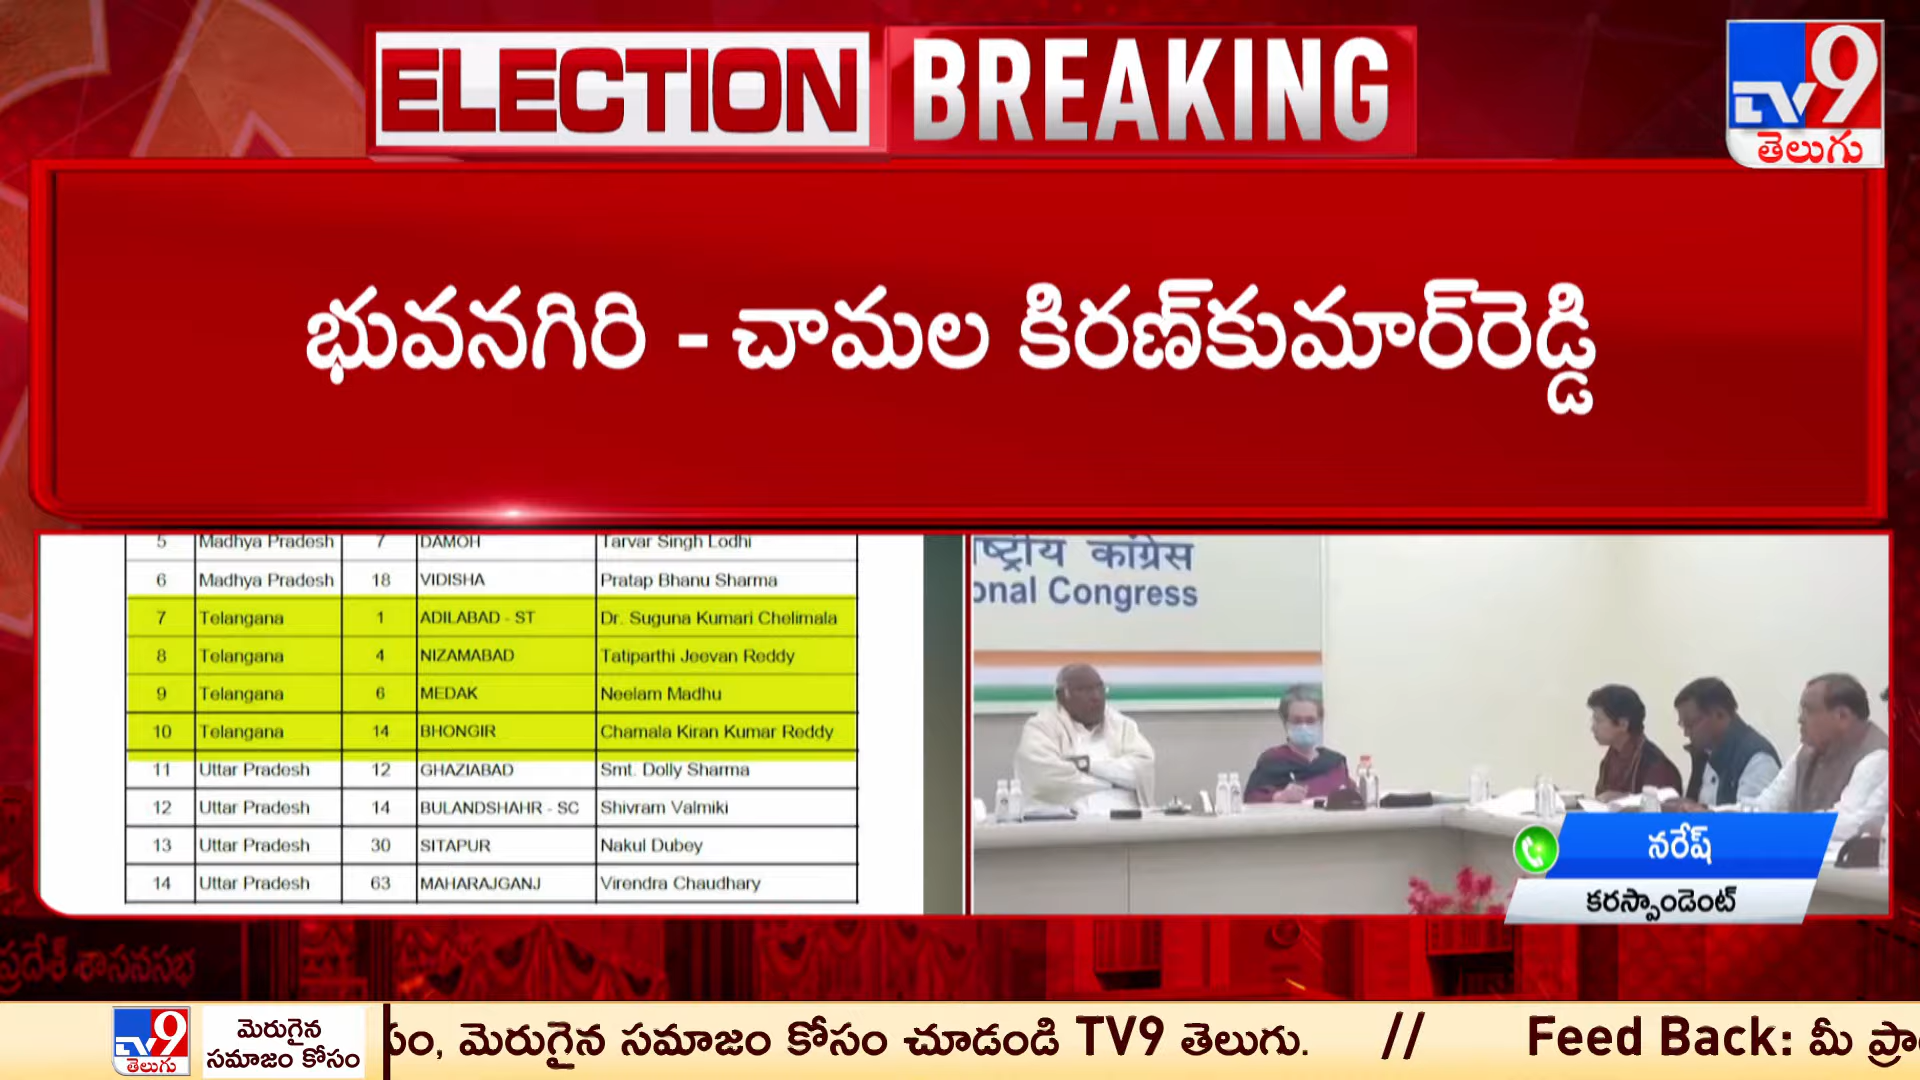 ELECTION BREAKING
TV9
తెలుగు
భువనగిరి - చామల కిరణ్‌కుమార్‌రెడ్డి
5 Madhya Pradesh 7 DAMOH Tarvar Singh Lodhi
6 Madhya Pradesh 18 VIDISHA Pratap Bhanu Sharma
7 Telangana 1 ADILABAD - ST Dr. Suguna Kumari Chelimala
8 Telangana 4 NIZAMABAD Tatiparthi Jeevan Reddy
9 Telangana 6 MEDAK Neelam Madhu
10 Telangana 14 BHONGIR Chamala Kiran Kumar Reddy
11 Uttar Pradesh 12 GHAZIABAD Smt. Dolly Sharma
12 Uttar Pradesh 14 BULANDSHAHR - SC Shivram Valmiki
13 Uttar Pradesh 30 SITAPUR Nakul Dubey
14 Uttar Pradesh 63 MAHARAJGANJ Virendra Chaudhary
ष्ट्रीय कांग्रेस
onal Congress
నరేష్
కరస్పాండెంట్
ప్రదేశ్ శాసనసభ
TV9
తెలుగు
మెరుగైన
సమాజం కోసం
సం, మెరుగైన సమాజం కోసం చూడండి TV9 తెలుగు. // Feed Back: మీ ప్రా